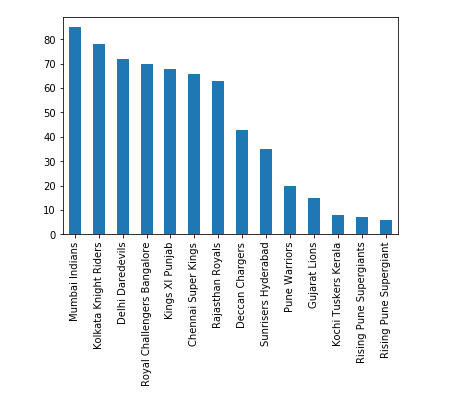 80
70
60
50
40
30
20
10
0
Mumbai Indians
Kolkata Knight Riders
Delhi Daredevils
Royal Challengers Bangalore
Kings XI Punjab
Chennai Super Kings
Rajasthan Royals
Deccan Chargers
Sunrisers Hyderabad
Pune Warriors
Gujarat Lions
Kochi Tuskers Kerala
Rising Pune Supergiants
Rising Pune Supergiant